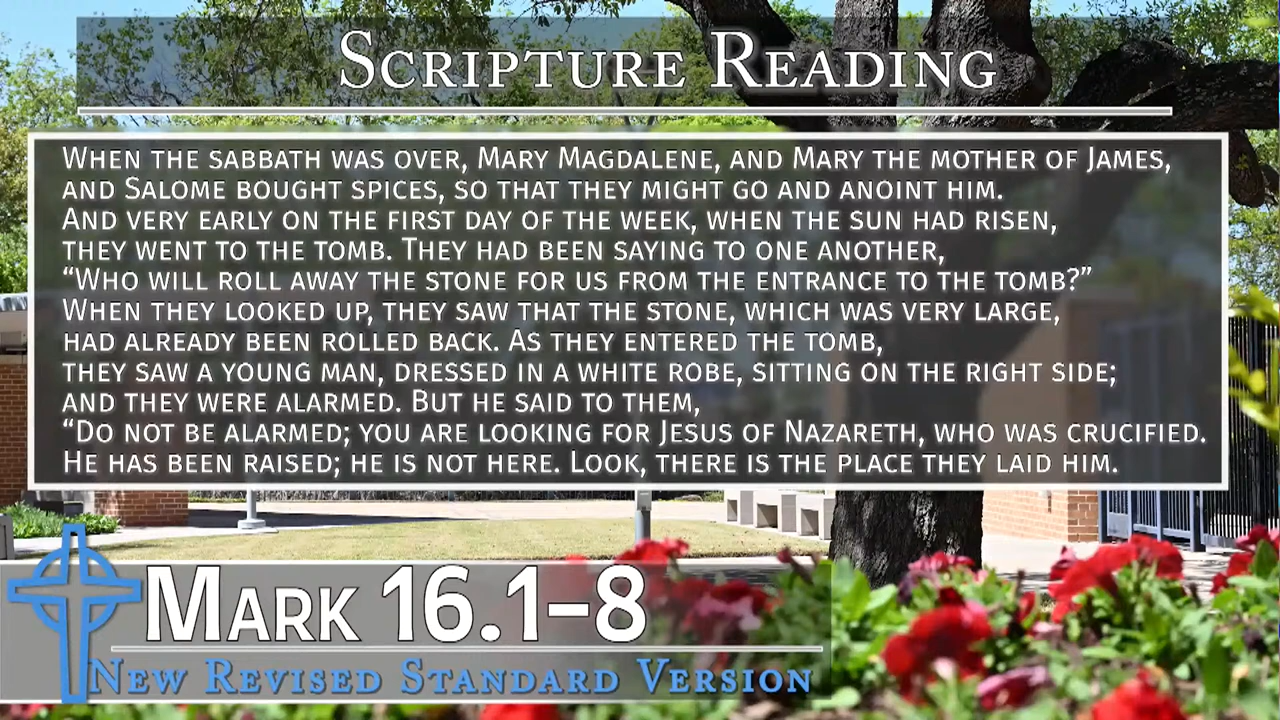 Scripture Reading
When the sabbath was over, Mary Magdalene, and Mary the mother of James,
and Salome bought spices, so that they might go and anoint him.
And very early on the first day of the week, when the sun had risen,
they went to the tomb. They had been saying to one another,
“Who will roll away the stone for us from the entrance to the tomb?”
When they looked up, they saw that the stone, which was very large,
had already been rolled back. As they entered the tomb,
they saw a young man, dressed in a white robe, sitting on the right side;
and they were alarmed. But he said to them,
“Do not be alarmed; you are looking for Jesus of Nazareth, who was crucified.
He has been raised; he is not here. Look, there is the place they laid him.
Mark 16.1–8
New Revised Standard Version